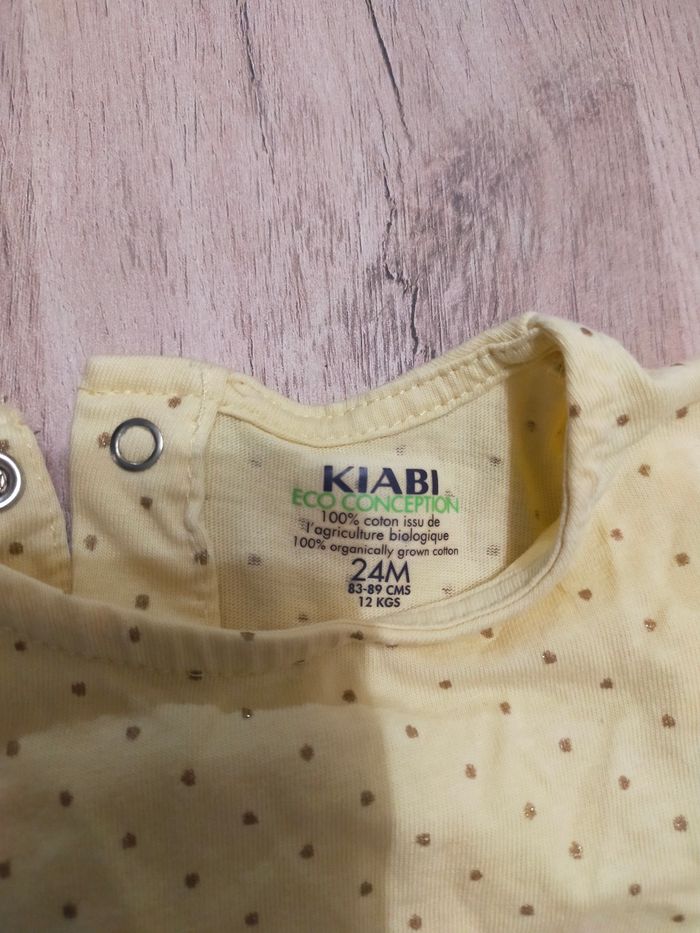 KIABI
ECO CONCEPTION
100% coton issu de
l'agriculture biologique
100% organically grown cotton
24M
83-89 CMS
12 KGS